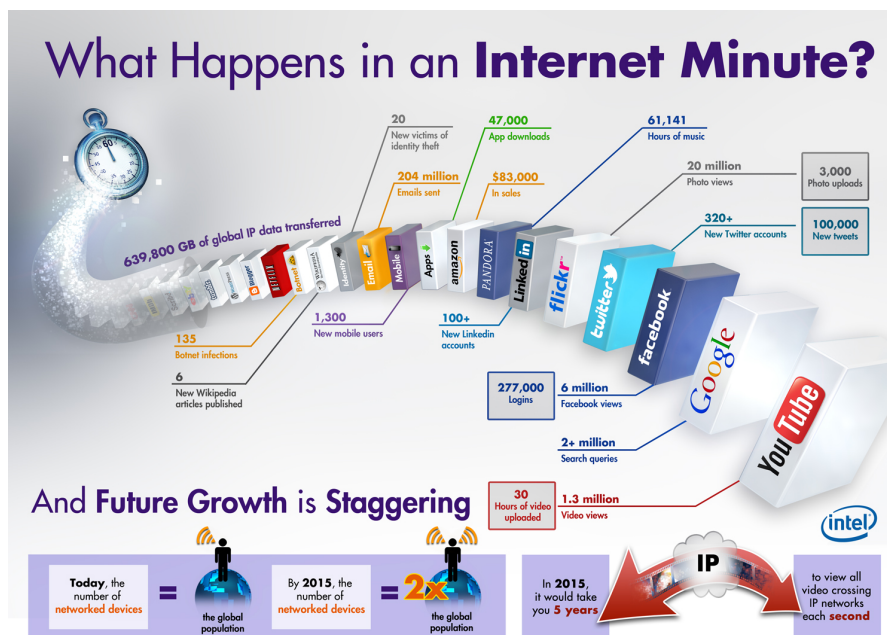 What Happens in an Internet Minute?
60
20
New victims of
identity theft
47,000
App downloads
61,141
Hours of music
204 million
Emails sent
$83,000
In sales
20 million
Photo views
3,000
Photo uploads
320+
New Twitter accounts
100,000
New tweets
639,800 GB of global IP data transferred
Blogger
NETFLIX
Botnet
WIKIPEDIA
Identity
Email
Mobile
Apps
amazon
PANDORA
Linked in
flickr
twitter
facebook
Google
YouTube
135
Botnet infections
6
New Wikipedia
articles published
1,300
New mobile users
100+
New Linkedin
accounts
277,000
Logins
6 million
Facebook views
2+ million
Search queries
30
Hours of video
uploaded
1.3 million
Video views
And Future Growth is Staggering
intel
Today, the
number of
networked devices
=
the global
population
By 2015, the
number of
networked devices
=
2x
the global
population
In 2015,
it would take
you 5 years
IP
to view all
video crossing
IP networks
each second